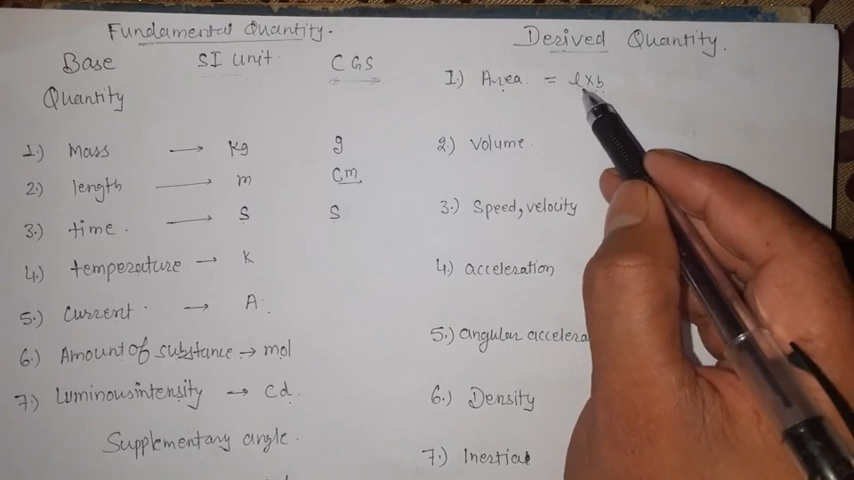 Fundamental Quantity.
Base Quantity
SI unit
CGS
1.) Mass → kg g
2.) length → m Cm
3.) time. → S S
4.) temperature → K
5.) Current. → A.
6.) Amount of substance → mol
7.) Luminous intensity → Cd.
Supplementary angle.
Derived Quantity.
1) Area. = l×b
2.) Volume.
3.) Speed, velocity
4.) acceleration
5.) angular accelera
6.) Density
7.) Inertia